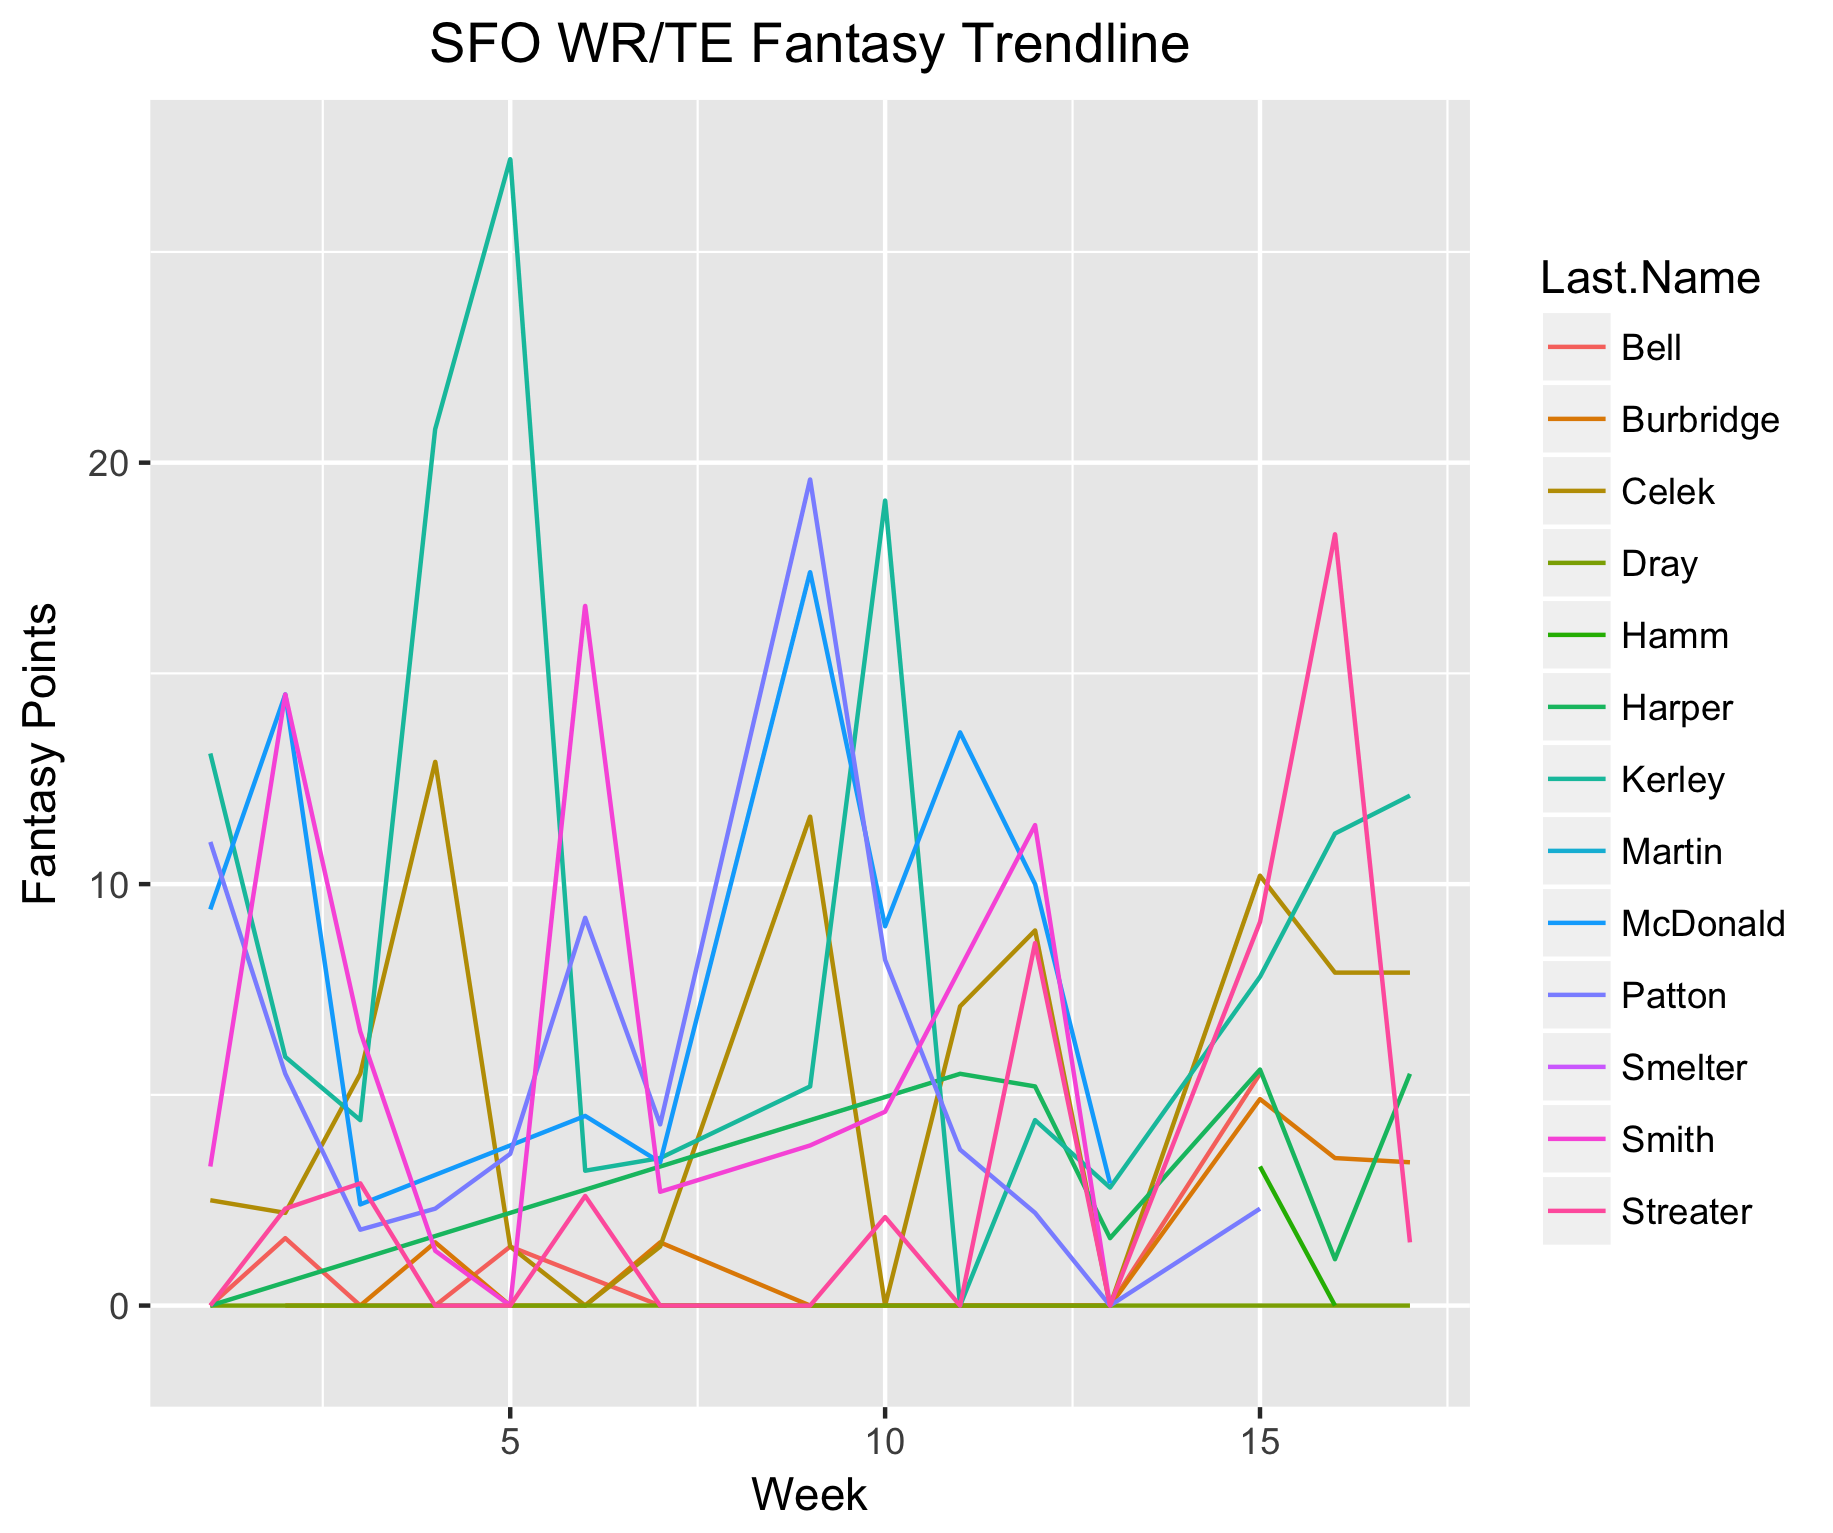 SFO WR/TE Fantasy Trendline
Fantasy Points
20
10
0
5
10
15
Week
Last.Name
Bell
Burbridge
Celek
Dray
Hamm
Harper
Kerley
Martin
McDonald
Patton
Smelter
Smith
Streater